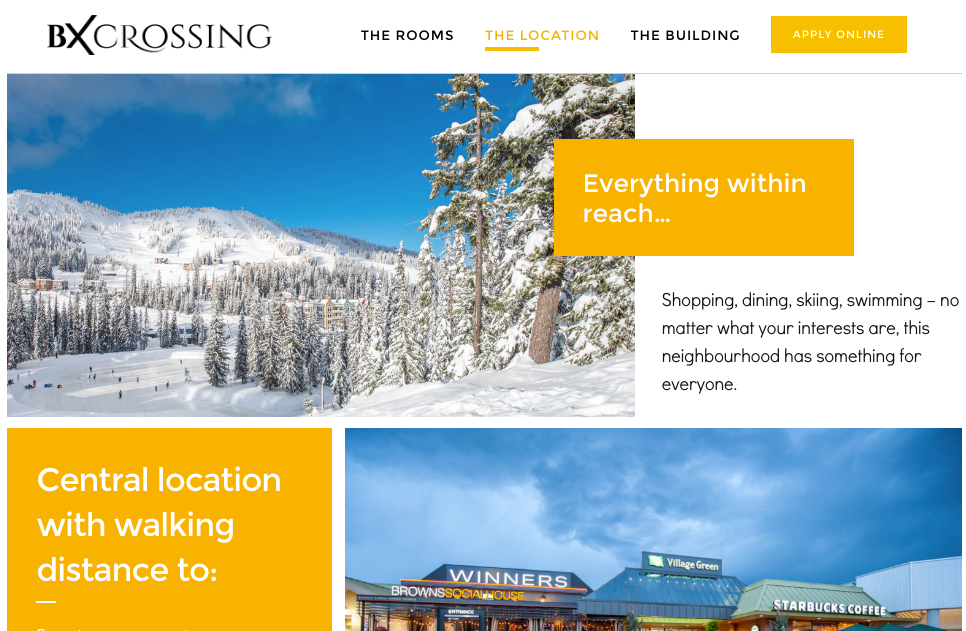 BXCROSSING
THE ROOMS
THE LOCATION
THE BUILDING
APPLY ONLINE
Everything within
reach...
Shopping, dining, skiing, swimming – no
matter what your interests are, this
neighbourhood has something for
everyone.
Central location
with walking
distance to:
Village Green
WINNERS
BROWNS SOCIALHOUSE
STARBUCKS COFFEE
ENTRANCE